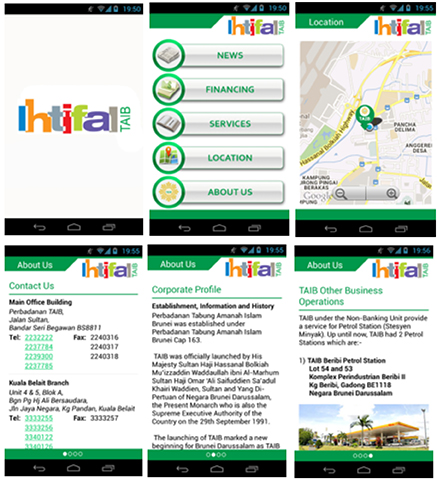 19:50
Ihtifal TAIB
19:50
Ihtifal TAIB
NEWS
FINANCING
SERVICES
LOCATION
ABOUT US
19:50
Location
Ihtifal TAIB
Hassanal Bolkiah Highway
PANCHA
DELIMA
ANGGEREK
DESA
KAMPUNG
BURONG PINGAI
BERAKAS
Google
19:55
About Us
Ihtifal TAIB
Contact Us
Main Office Building
Perbadanan TAIB,
Jalan Sultan,
Bandar Seri Begawan BS8811
Tel: 2232222 Fax: 2240316
2237784 2240317
2239300 2240318
2237785
Kuala Belait Branch
Unit 4 & 5, Blok A,
Bgn Pg Hj Ali Bersaudara,
Jln Jaya Negara, Kg Pandan, Kuala Belait
Tel: 3333255 Fax: 3333257
3333256
3340122
3340126
19:55
About Us
Ihtifal TAIB
Corporate Profile
Establishment, Information and History
Perbadanan Tabung Amanah Islam
Brunei was established under
Perbadanan Tabung Amanah Islam
Brunei Cap 163.
TAIB was officially launched by His
Majesty Sultan Haji Hassanal Bolkiah
Mu'izzaddin Waddaullah ibni Al-Marhum
Sultan Haji Omar 'Ali Saifuddien Sa'adul
Khairi Waddien, Sultan and Yang Di-
Pertuan of Negara Brunei Darussalam,
the Present Monarch who is also the
Supreme Executive Authority of the
Country on the 29th September 1991.
The launching of TAIB marked a new
beginning for Brunei Darussalam as TAIB
19:56
About Us
Ihtifal TAIB
TAIB Other Business
Operations
TAIB under the Non-Banking Unit provide
a service for Petrol Station (Stesyen
Minyak). Up until now, TAIB had 2 Petrol
Stations which are:-
1) TAIB Beribi Petrol Station
Lot 54 and 53
Komplex Perindustrian Beribi II
Kg Beribi, Gadong BE1118
Negara Brunei Darussalam